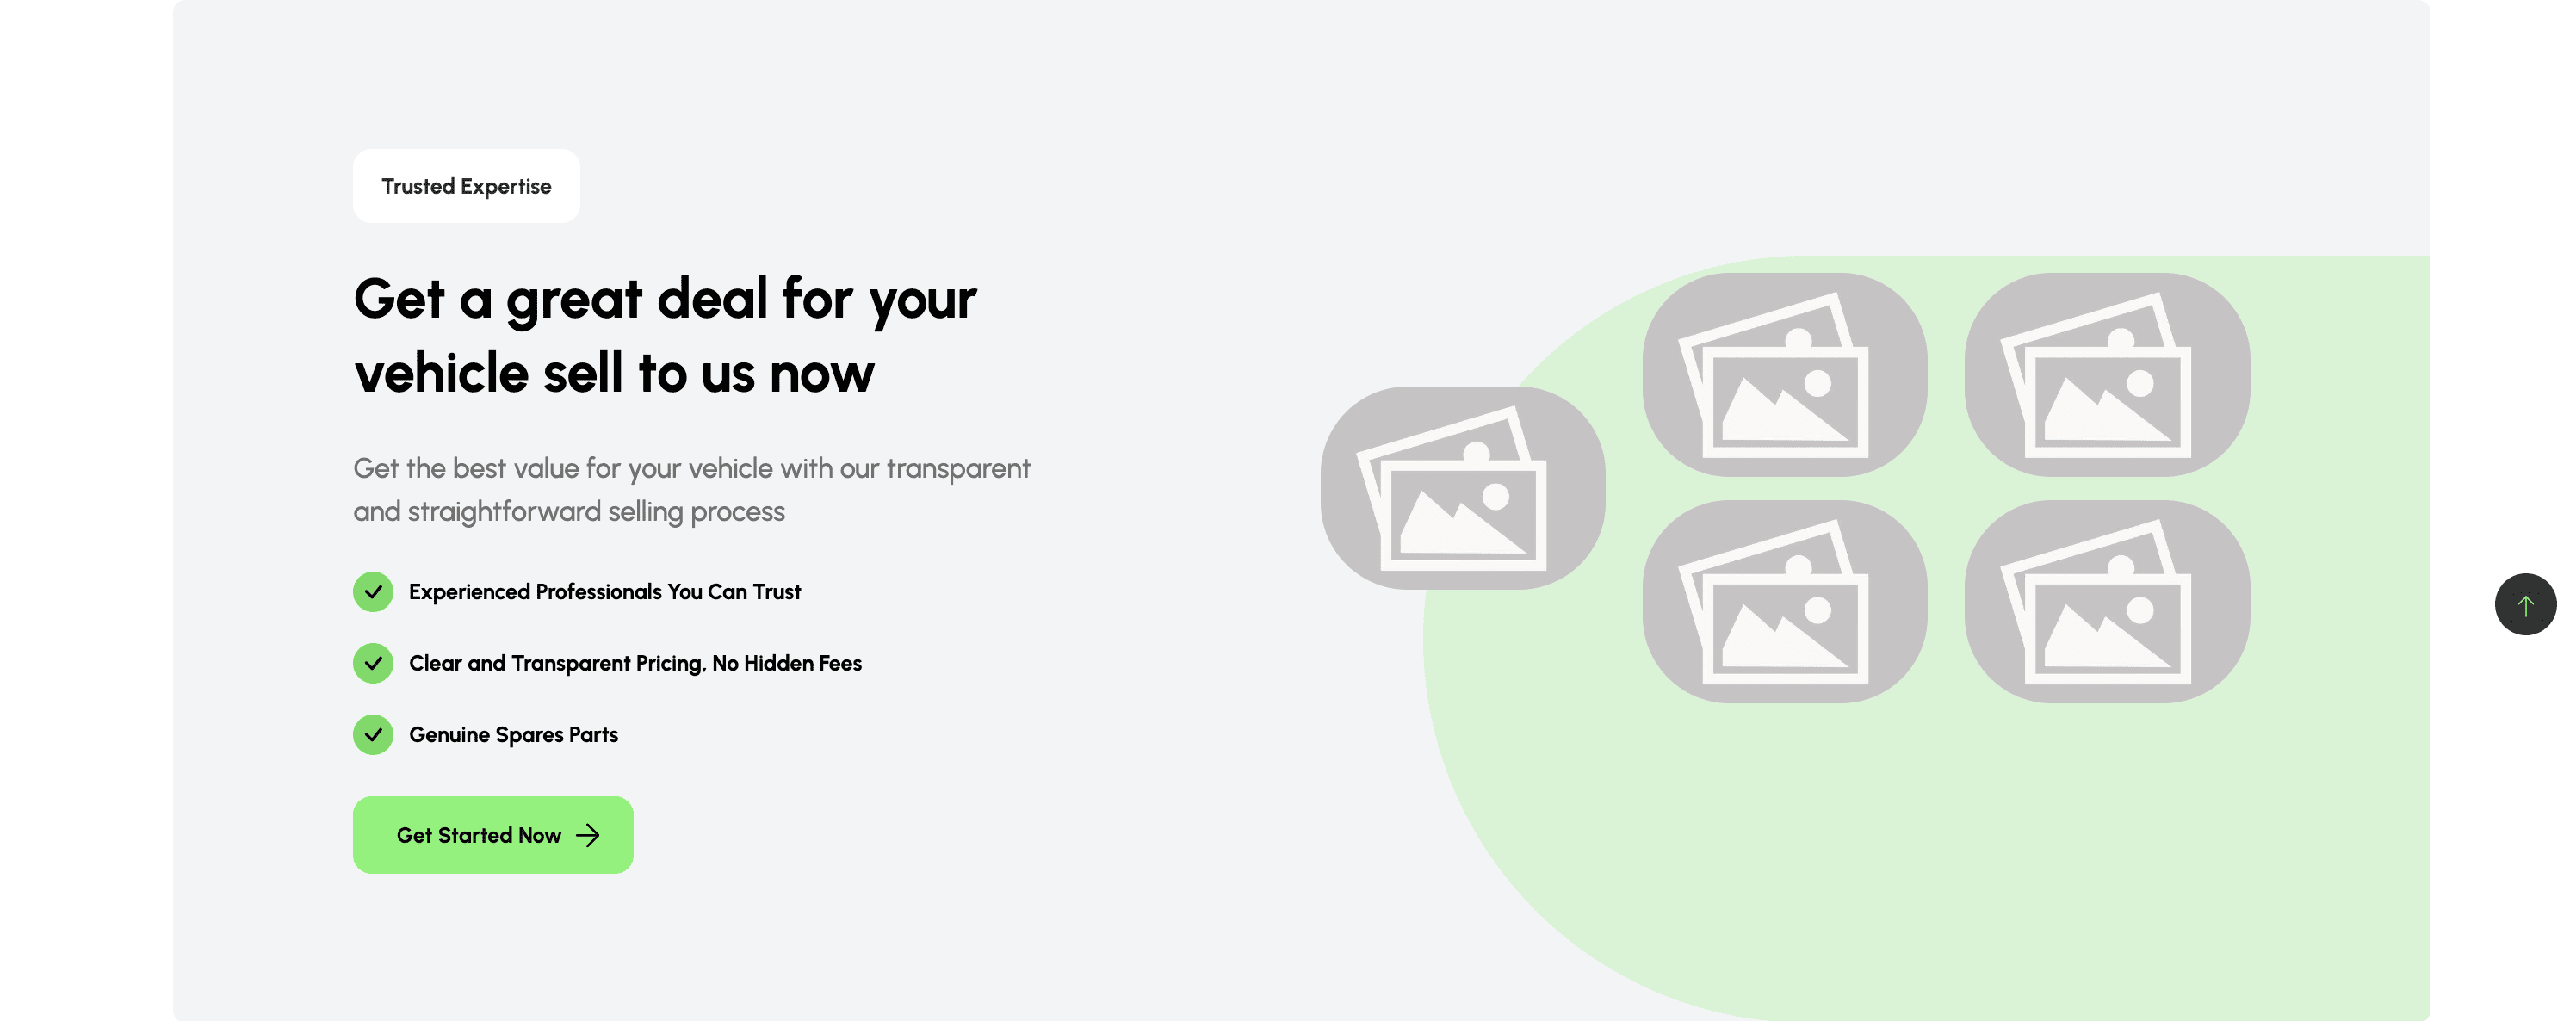 Trusted Expertise
Get a great deal for your
vehicle sell to us now
Get the best value for your vehicle with our transparent
and straightforward selling process
Experienced Professionals You Can Trust
Clear and Transparent Pricing, No Hidden Fees
Genuine Spares Parts
Get Started Now